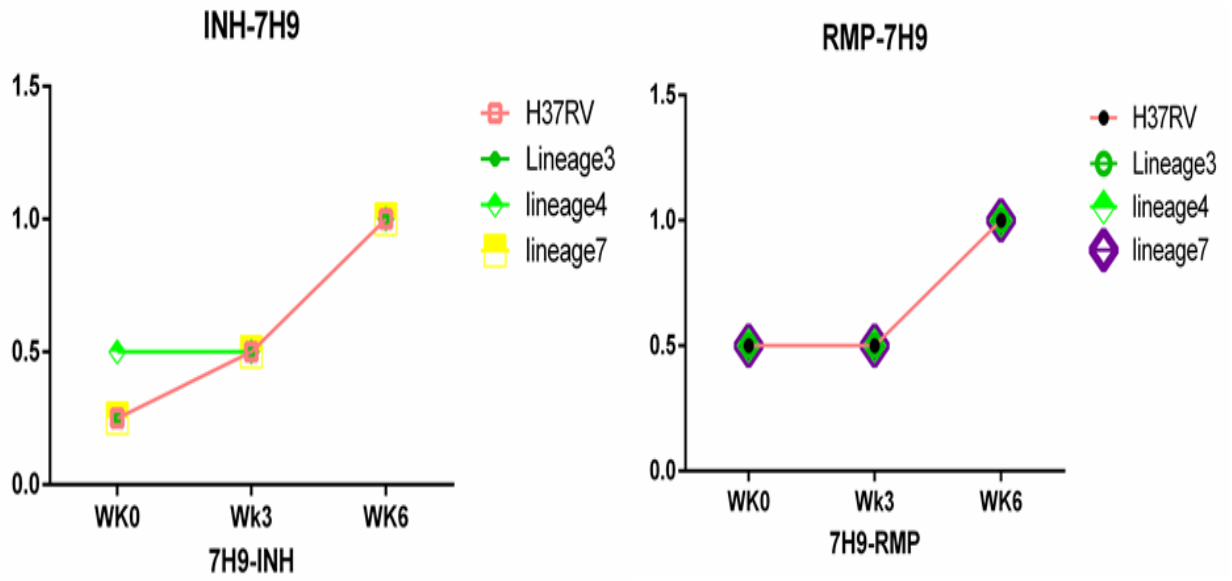 INH-7H9
1.5
1.0
0.5
0.0
WK0 Wk3 WK6
7H9-INH
H37RV
Lineage3
lineage4
lineage7
RMP-7H9
1.5
1.0
0.5
0.0
WK0 Wk3 WK6
7H9-RMP
H37RV
Lineage3
lineage4
lineage7